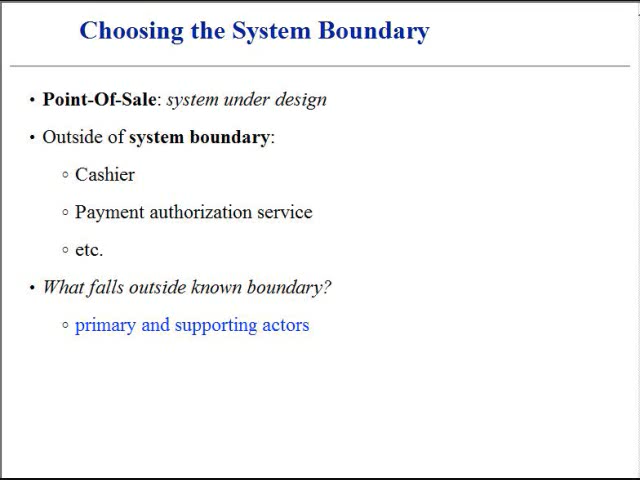 Choosing the System Boundary
• Point-Of-Sale: system under design
• Outside of system boundary:
○ Cashier
○ Payment authorization service
○ etc.
• What falls outside known boundary?
○ primary and supporting actors